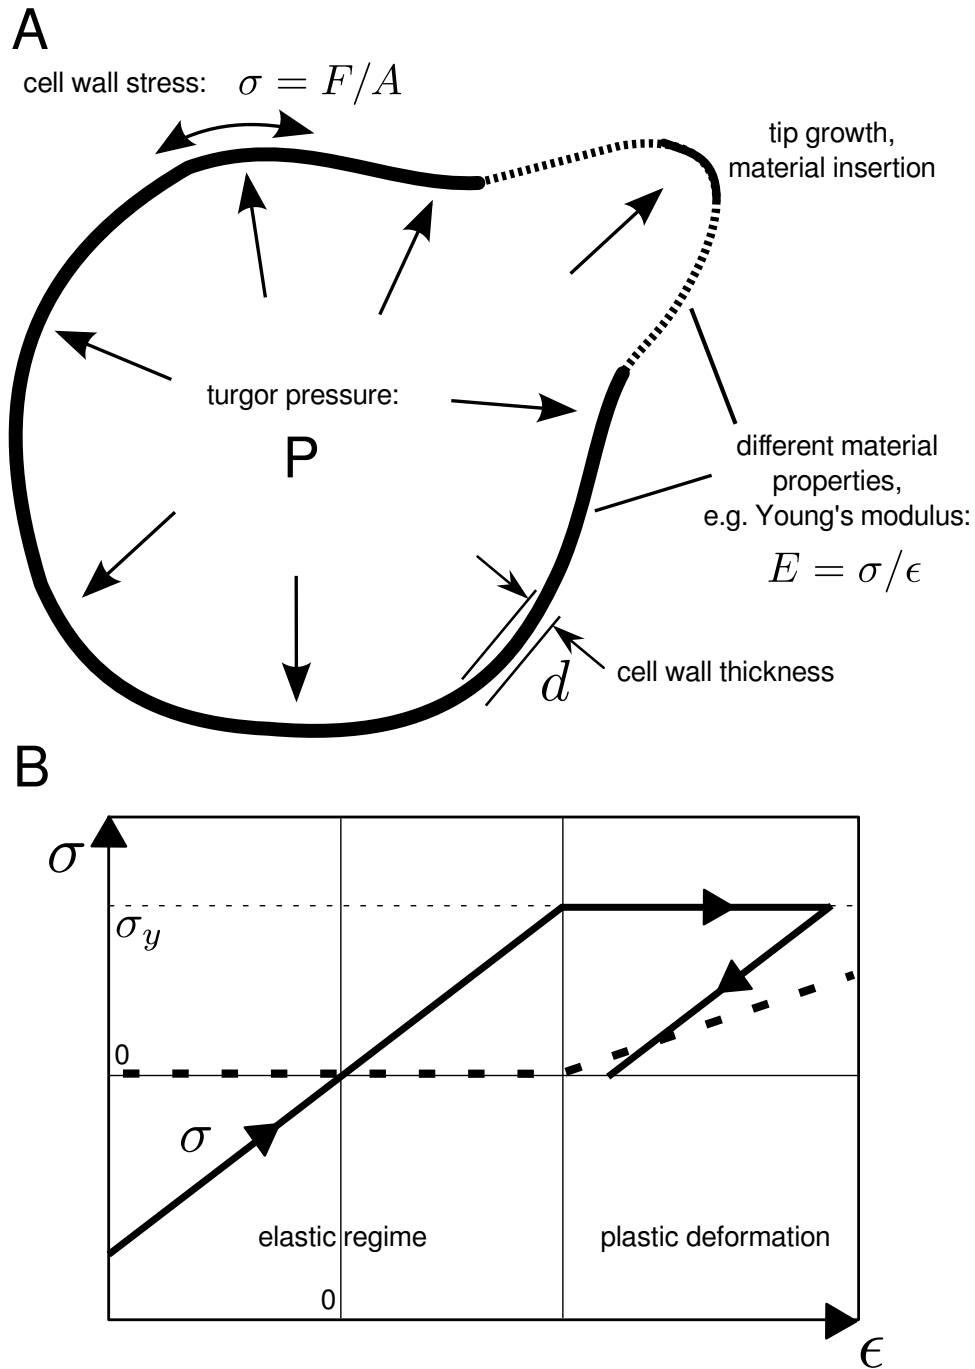 A
cell wall stress: σ = F/A
tip growth,
material insertion
turgor pressure:
P
different material
properties,
e.g. Young's modulus:
E = σ/ϵ
cell wall thickness
d
B
σ
σy
0
σ
elastic regime
plastic deformation
0
ϵ